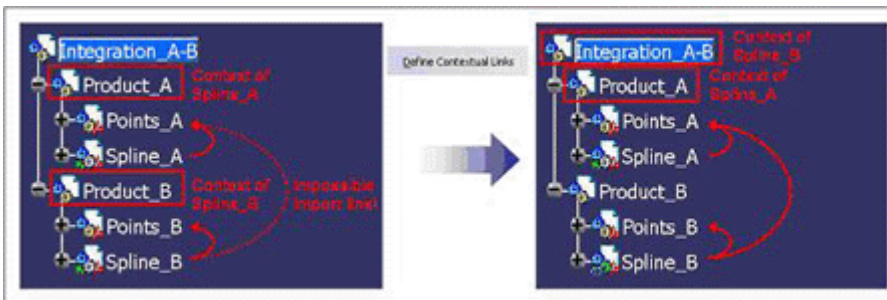 Integration_A-B
Product_A
Context of
Spline_A
Points_A
Spline_A
Product_B
Context of
Spline_B
Impossible
import link!
Points_B
Spline_B
Define Contextual Links
Context of
Spline_B
Integration_A-B
Product_A
Context of
Spline_A
Points_A
Spline_A
Product_B
Points_B
Spline_B